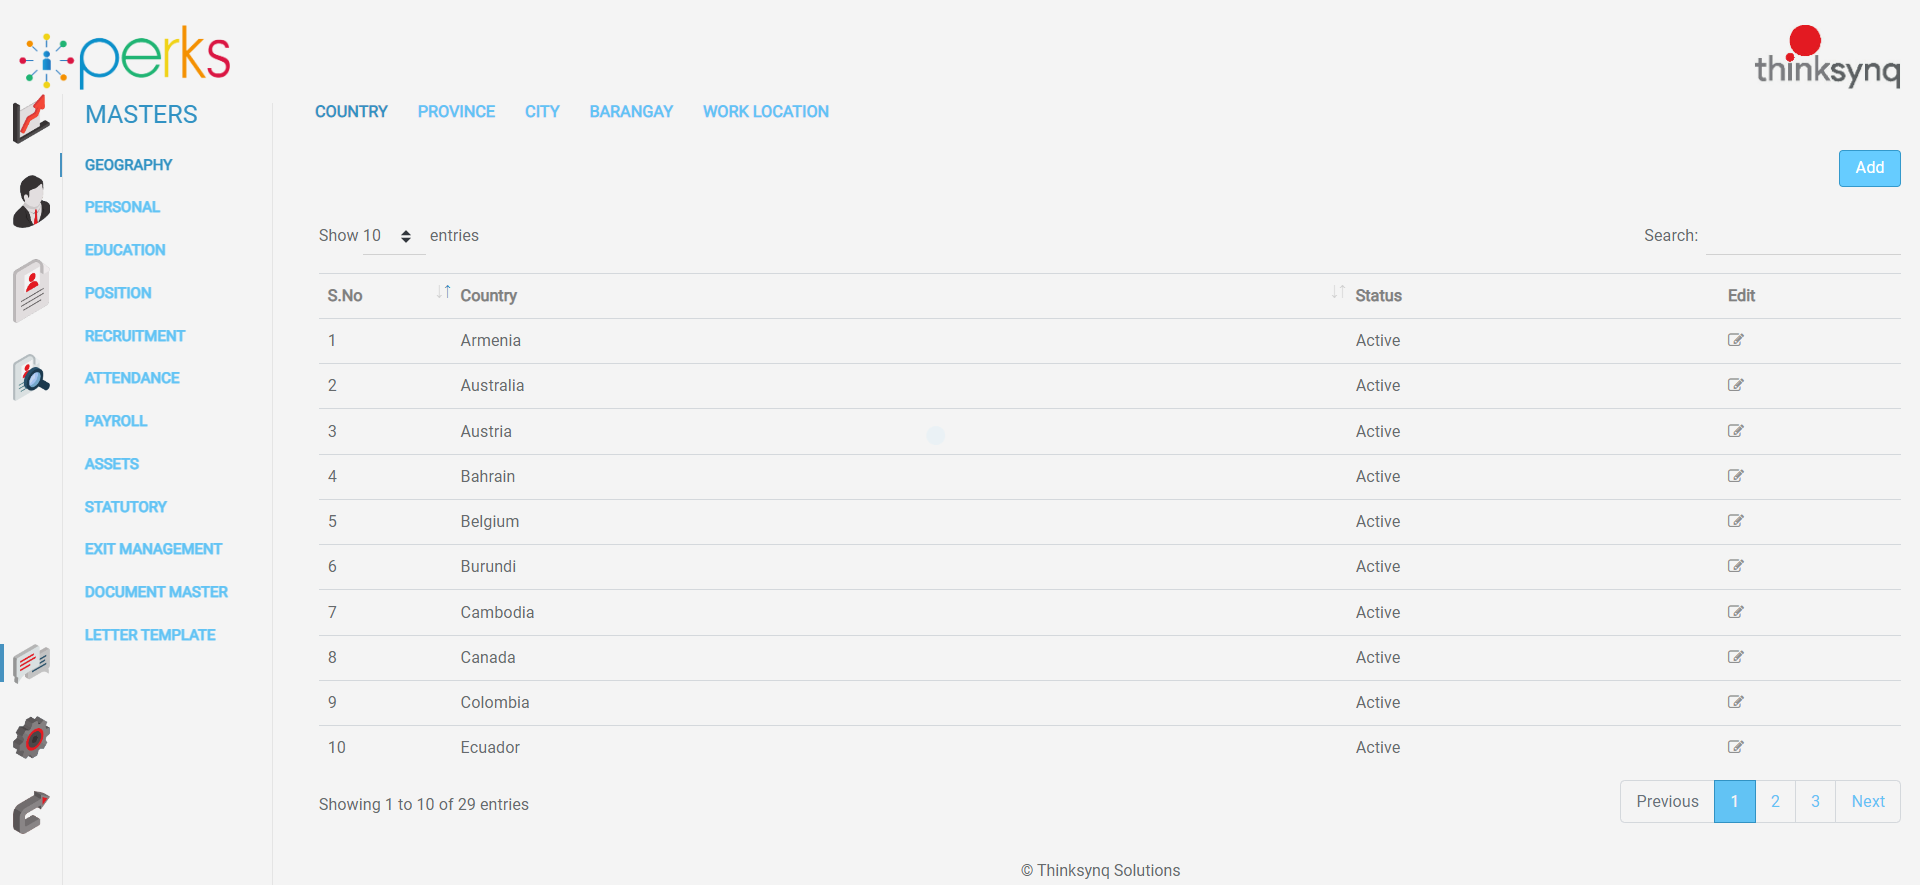 perks
thinksynq
MASTERS
COUNTRY PROVINCE CITY BARANGAY WORK LOCATION
GEOGRAPHY
PERSONAL
EDUCATION
POSITION
RECRUITMENT
ATTENDANCE
PAYROLL
ASSETS
STATUTORY
EXIT MANAGEMENT
DOCUMENT MASTER
LETTER TEMPLATE
Add
Show 10 entries Search:
S.No Country Status Edit
1 Armenia Active
2 Australia Active
3 Austria Active
4 Bahrain Active
5 Belgium Active
6 Burundi Active
7 Cambodia Active
8 Canada Active
9 Colombia Active
10 Ecuador Active
Showing 1 to 10 of 29 entries Previous 1 2 3 Next
© Thinksynq Solutions